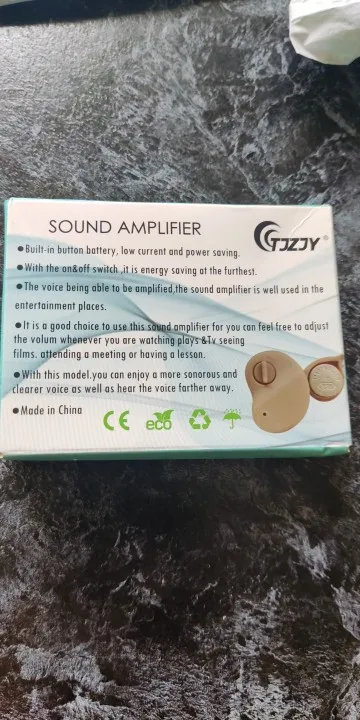 SOUND AMPLIFIER
TJZJY®
●Built-in button battery, low current and power saving.
●With the on&off switch ,it is energy saving at the furthest.
●The voice being able to be amplified,the sound amplifier is well used in the
entertainment places.
●It is a good choice to use this sound amplifier for you can feel free to adjust
the volum whenever you are watching plays &Tv seeing
films. attending a meeting or having a lesson.
●With this model.you can enjoy a more sonorous and
clearer voice as well as hear the voice farther away.
●Made in China
CE eco